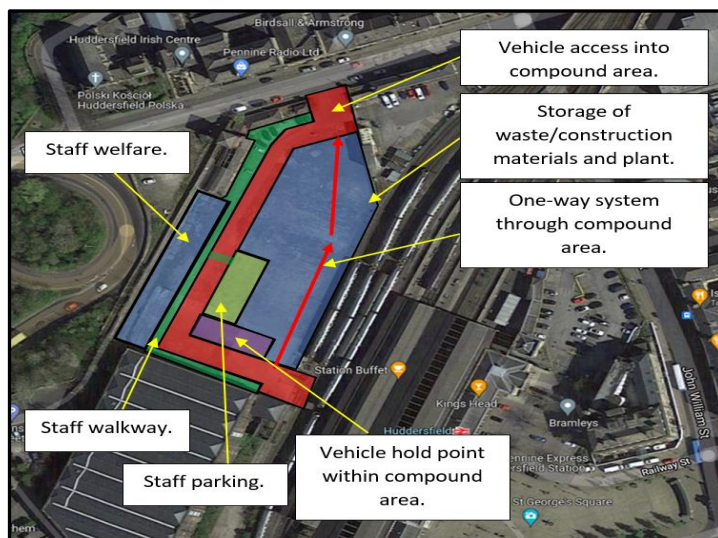 Birdsall & Armstrong
Huddersfield Irish Centre
Pennine Radio Ltd
Polski Kościół
Huddersfield Polska
Vehicle access into
compound area.
Storage of
waste/construction
materials and plant.
One-way system
through compound
area.
Staff welfare.
Station Buffet
Kings Head
Huddersfield
Bramleys
John William St
Railway St
St George's Square
Staff walkway.
Staff parking.
Vehicle hold point
within compound
area.